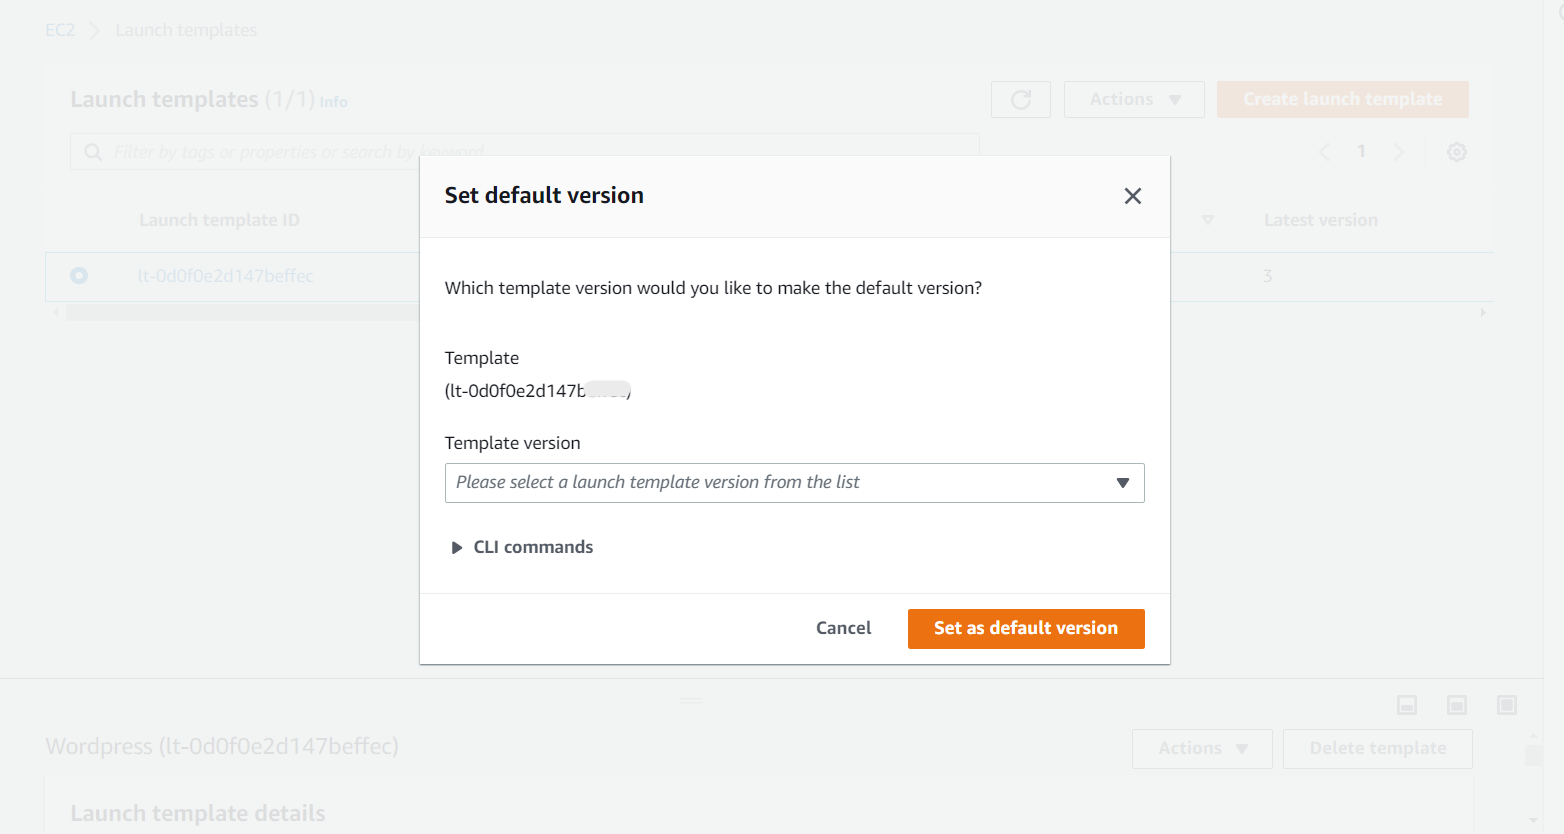 EC2 > Launch templates
Launch templates (1/1) Info
Actions
Create launch template
Filter by tags or properties or search by keyword
1
Set default version
Launch template ID
Latest version
lt-0d0f0e2d147beffec
3
Which template version would you like to make the default version?
Template
(lt-0d0f0e2d147b
Template version
Please select a launch template version from the list
CLI commands
Cancel
Set as default version
Wordpress (lt-0d0f0e2d147beffec)
Actions
Delete template
Launch template details